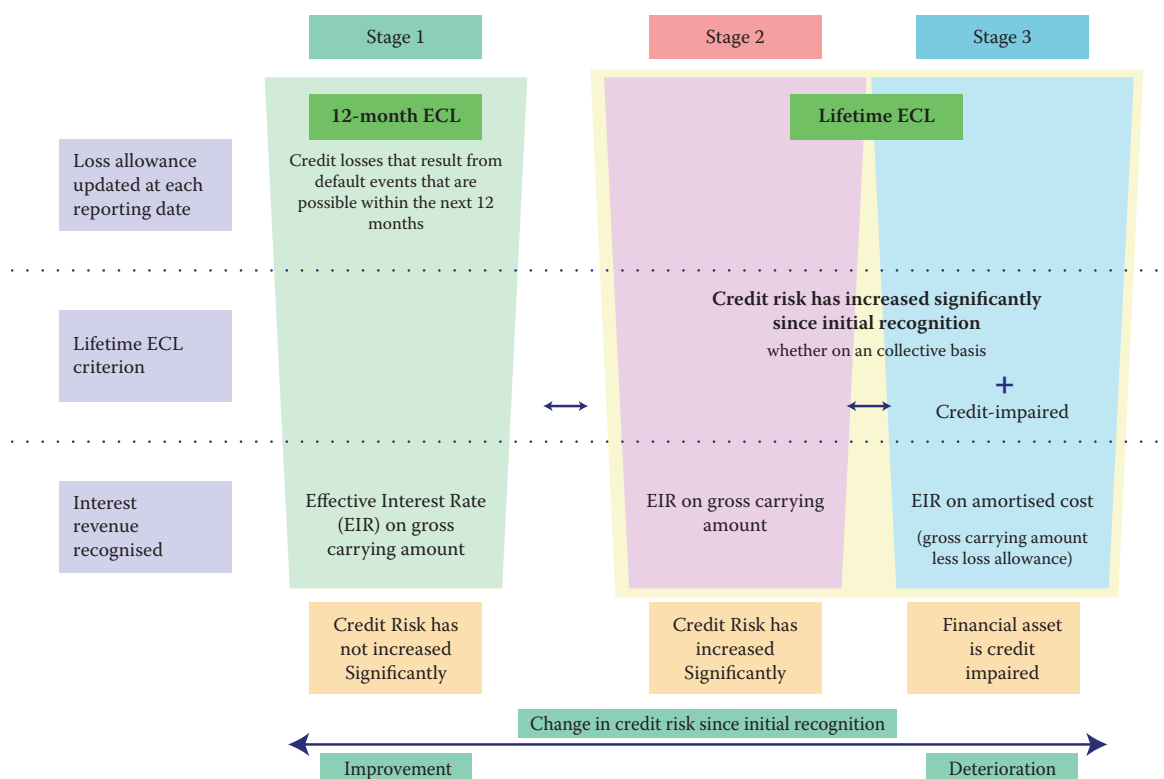 Stage 1
Stage 2
Stage 3
12-month ECL
Lifetime ECL
Loss allowance
updated at each
reporting date
Credit losses that result from
default events that are
possible within the next 12
months
Lifetime ECL
criterion
Credit risk has increased significantly
since initial recognition
whether on an collective basis
+
Credit-impaired
Interest
revenue
recognised
Effective Interest Rate
(EIR) on gross
carrying amount
EIR on gross carrying
amount
EIR on amortised cost
(gross carrying amount
less loss allowance)
Credit Risk has
not increased
Significantly
Credit Risk has
increased
Significantly
Financial asset
is credit
impaired
Change in credit risk since initial recognition
Improvement
Deterioration